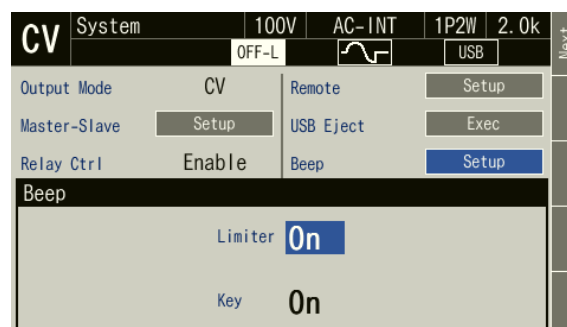 CV System 100V AC-INT 1P2W 2.0k
OFF-L USB
Next
Output Mode CV Remote Setup
Master-Slave Setup USB Eject Exec
Relay Ctrl Enable Beep Setup
Beep
Limiter On
Key On